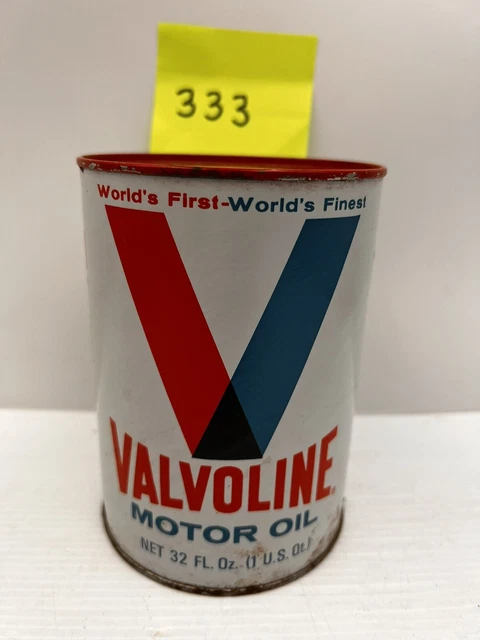 333
World's First-World's Finest
VALVOLINE®
MOTOR OIL
NET 32 FL. Oz. (1 U.S. Qt.)